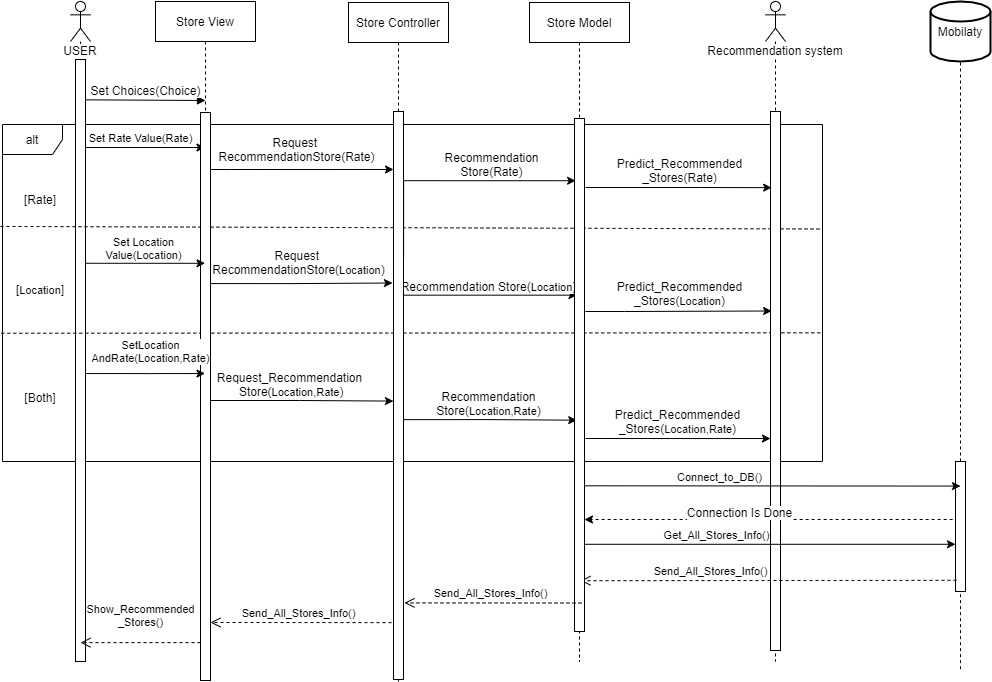 USER
Store View
Store Controller
Store Model
Recommendation system
Mobilaty
Set Choices(Choice)
alt
Set Rate Value(Rate)
Request
RecommendationStore(Rate)
Recommendation
Store(Rate)
Predict_Recommended
_Stores(Rate)
[Rate]
Set Location
Value(Location)
Request
RecommendationStore(Location)
Recommendation Store(Location)
Predict_Recommended
_Stores(Location)
[Location]
SetLocation
AndRate(Location,Rate)
Request_Recommendation
Store(Location,Rate)
Recommendation
Store(Location,Rate)
Predict_Recommended
_Stores(Location,Rate)
[Both]
Connect_to_DB()
Connection Is Done
Get_All_Stores_Info()
Send_All_Stores_Info()
Send_All_Stores_Info()
Send_All_Stores_Info()
Show_Recommended
_Stores()